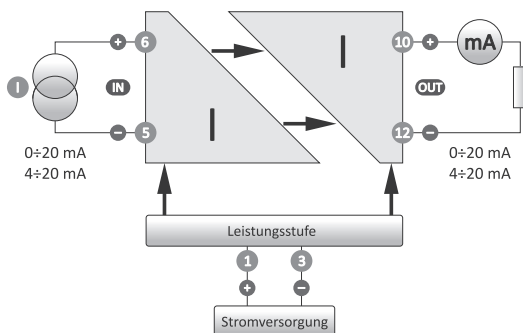 + 6 10 + mA
I IN I I OUT
− 5 12 −
0÷20 mA 0÷20 mA
4÷20 mA 4÷20 mA
Leistungsstufe
1 3
+ −
Stromversorgung